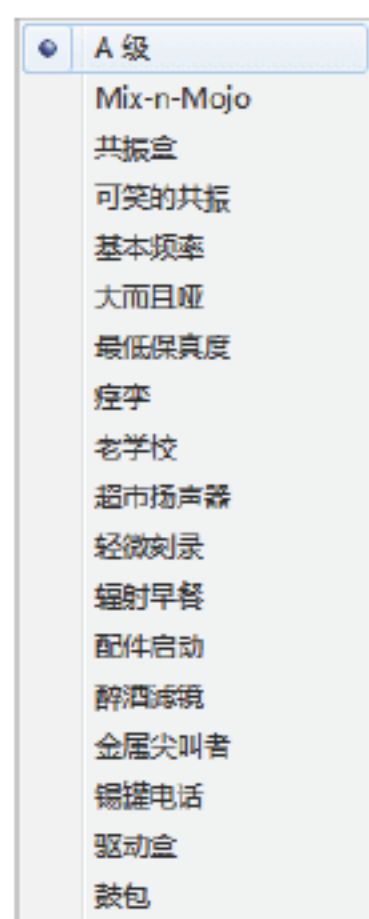 A 级
Mix-n-Mojo
共振盒
可笑的共振
基本频率
大而且哑
最低保真度
痉挛
老学校
超市扬声器
轻微刻录
辐射早餐
配件启动
醉酒滤镜
金属尖叫者
锡罐电话
驱动盒
鼓包